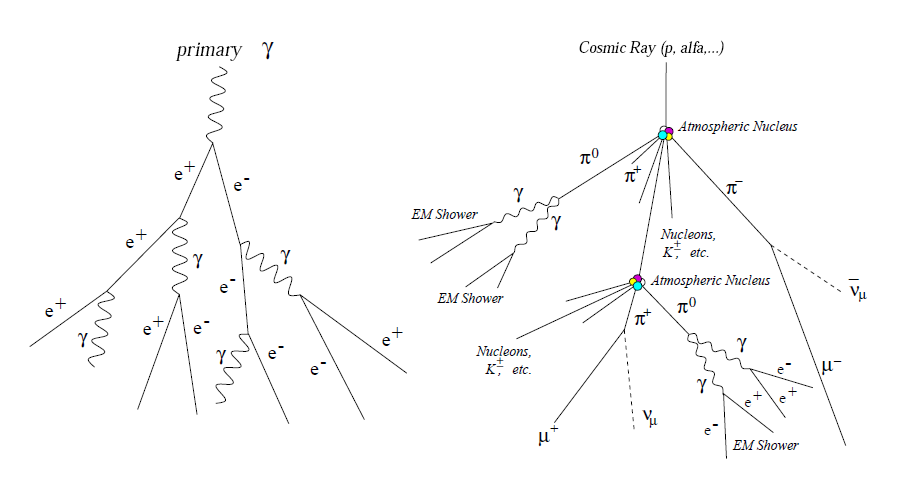 primary γ
e+
e-
e+
γ
γ
e-
e+
γ
e+
e-
γ
e-
e-
e+
Cosmic Ray (p, alfa,...)
Atmospheric Nucleus
π0
π+
π-
γ
γ
EM Shower
EM Shower
Nucleons,
K±, etc.
Atmospheric Nucleus
ν̅μ
π+
π0
Nucleons,
K±, etc.
γ
γ
e-
e+
e+
e-
μ-
μ+
νμ
EM Shower